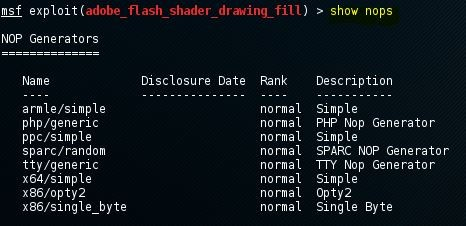 msf exploit(adobe_flash_shader_drawing_fill) > show nops
NOP Generators
==============
Name Disclosure Date Rank Description
---- --------------- ---- -----------
armle/simple normal Simple
php/generic normal PHP Nop Generator
ppc/simple normal Simple
sparc/random normal SPARC NOP Generator
tty/generic normal TTY Nop Generator
x64/simple normal Simple
x86/opty2 normal Opty2
x86/single_byte normal Single Byte